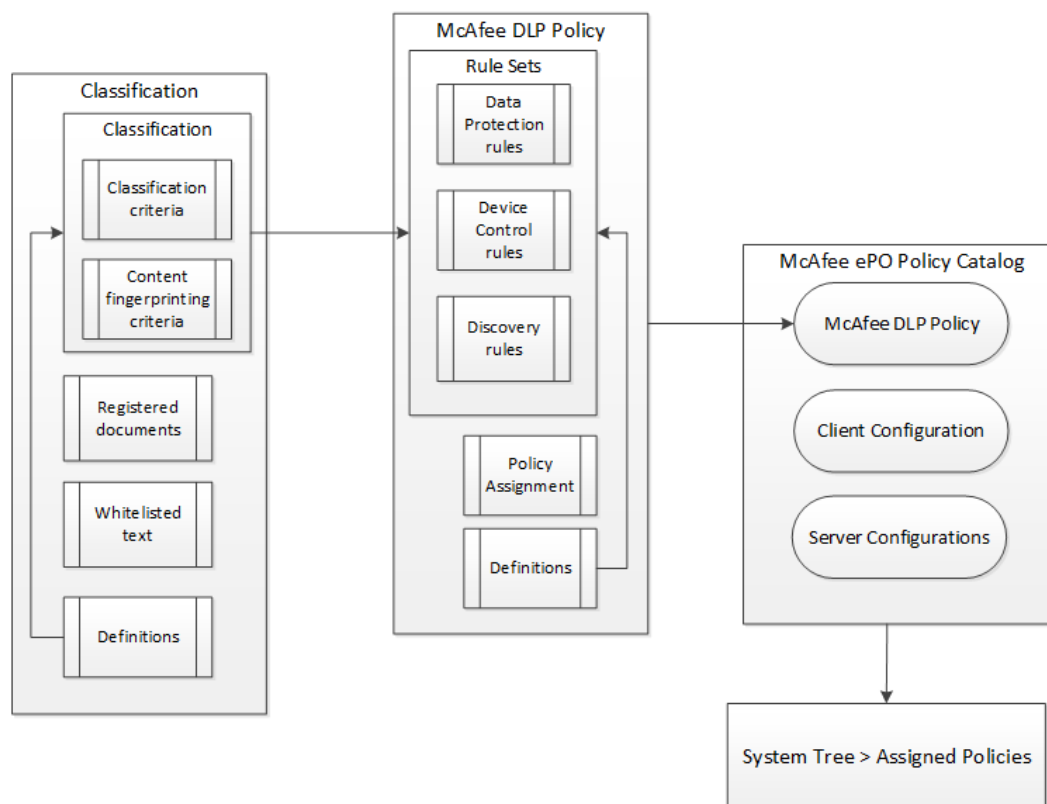 Classification
Classification
Classification
criteria
Content
fingerprinting
criteria
Registered
documents
Whitelisted
text
Definitions
McAfee DLP Policy
Rule Sets
Data
Protection
rules
Device
Control
rules
Discovery
rules
Policy
Assignment
Definitions
McAfee ePO Policy Catalog
McAfee DLP Policy
Client Configuration
Server Configurations
System Tree > Assigned Policies